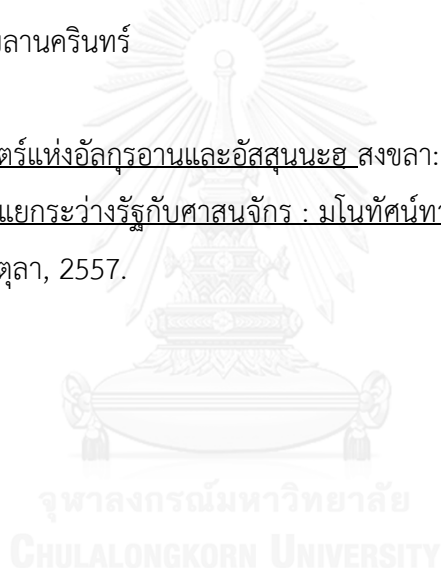 ลานครินทร์
ตร์แห่งอัลกุรอานและอัสสุนนะฮฺ สงขลา:
แยกระว่างรัฐกับศาสนจักร : มโนทัศน์ทา
ตุลา, 2557.
จุฬาลงกรณ์มหาวิทยาลัย
CHULALONGKORN UNIVERSITY